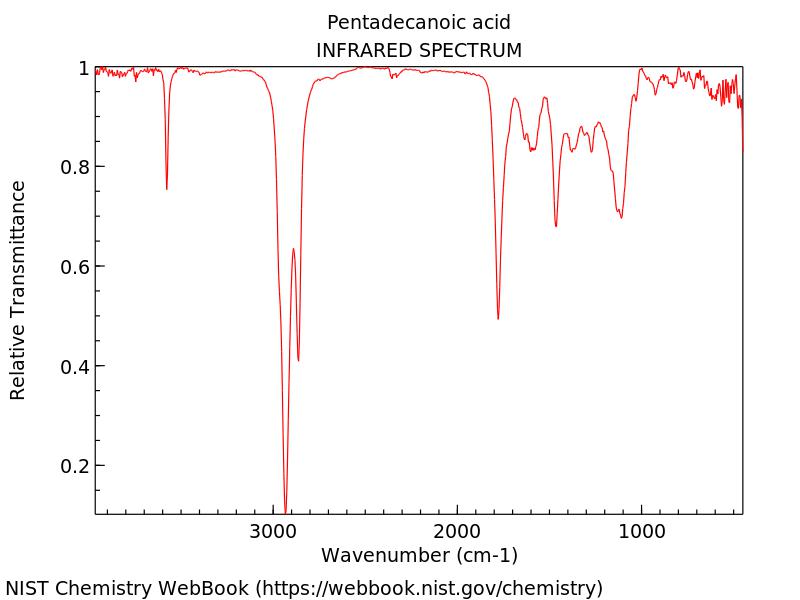 Pentadecanoic acid
INFRARED SPECTRUM
1
0.8
0.6
0.4
0.2
Relative Transmittance
3000
2000
1000
Wavenumber (cm-1)
NIST Chemistry WebBook (https://webbook.nist.gov/chemistry)